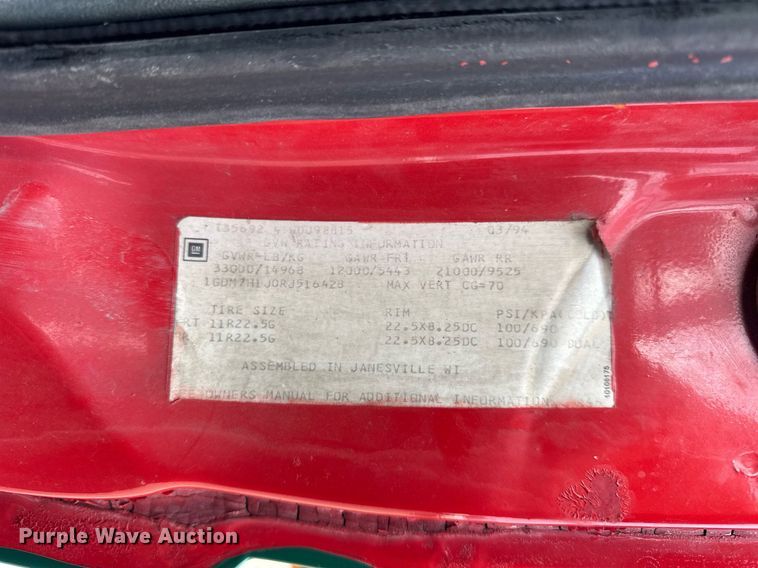 03/94
GVW RATING INFORMATION
GM
GVWR-LB/KG GAWR-FRT GAWR RR
33000/14968 12000/5443 21000/9525
1GDM7H1J0RJ516428 MAX VERT CG=70
TIRE SIZE RIM
11R22.5G 22.5X8.25DC 100/690
11R22.5G 22.5X8.25DC 100/690 DUAL
ASSEMBLED IN JANESVILLE WI
OWNERS MANUAL FOR ADDITIONAL INFORMATION
Purple Wave Auction